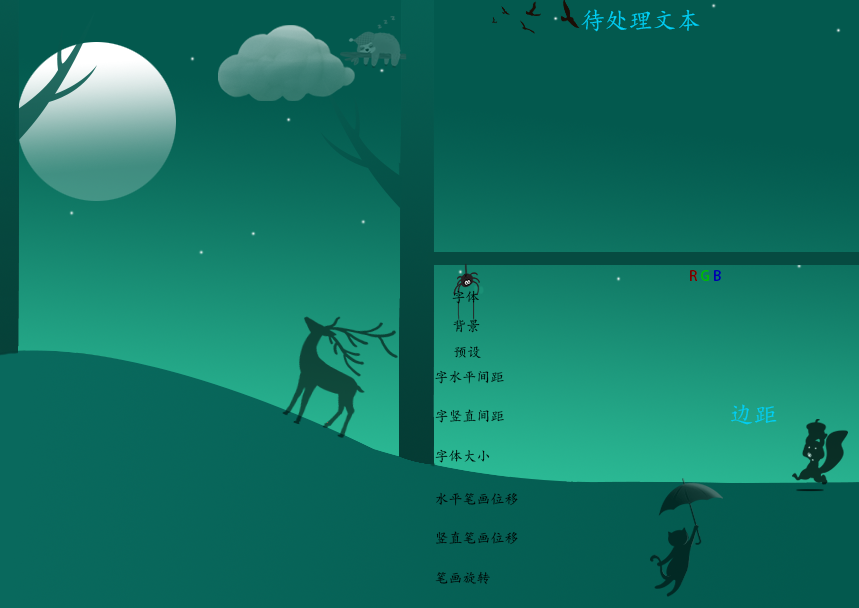 待处理文本
RGB
字体
背景
预设
字水平间距
边距
字竖直间距
字体大小
水平笔画位移
竖直笔画位移
笔画旋转